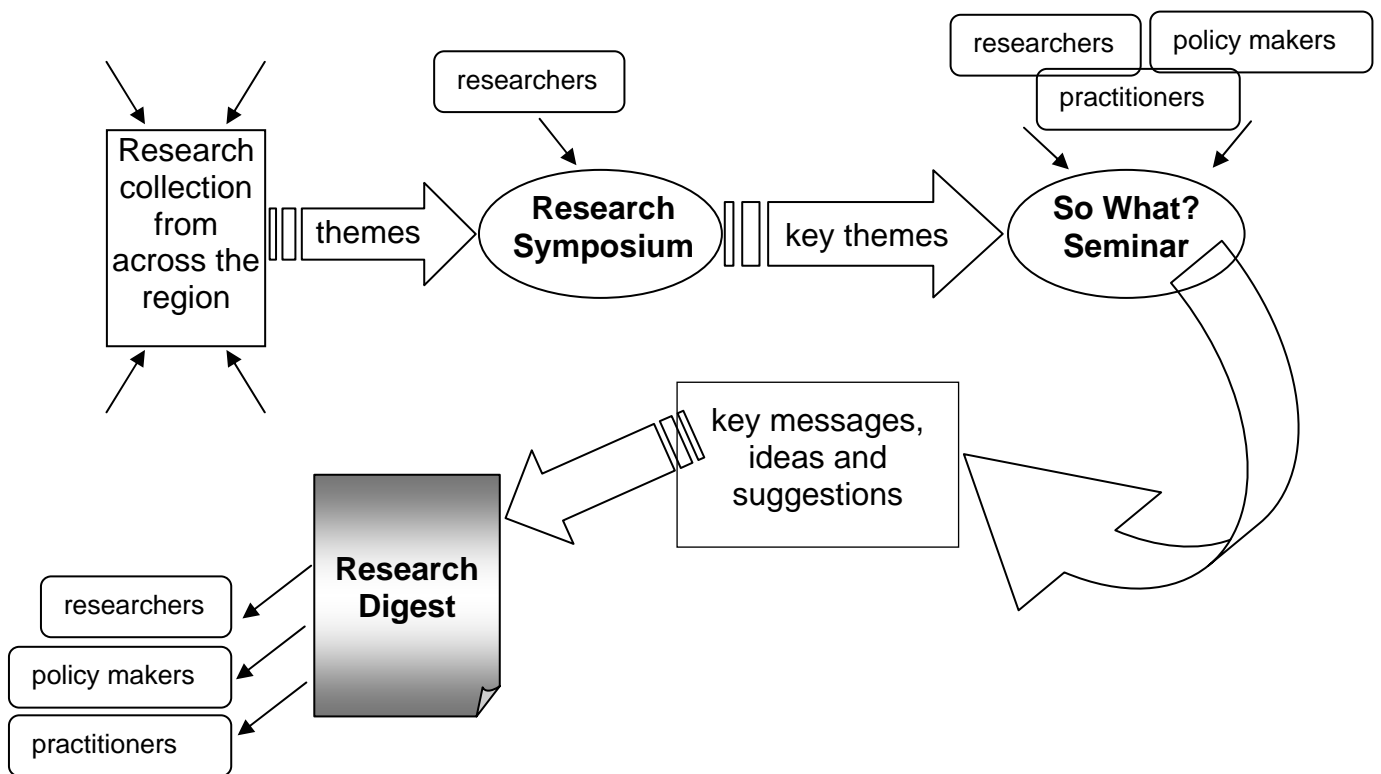 researchers
policy makers
practitioners
researchers
Research
collection
from
across the
region
themes
Research
Symposium
key themes
So What?
Seminar
key messages,
ideas and
suggestions
Research
Digest
researchers
policy makers
practitioners